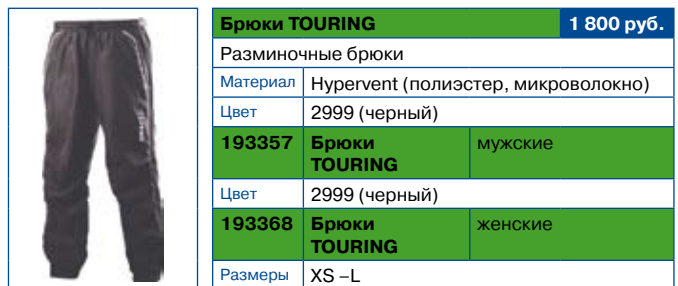 Брюки TOURING 1 800 руб.
Разминочные брюки
Материал Hypervent (полиэстер, микроволокно)
Цвет 2999 (черный)
193357 Брюки TOURING мужские
Цвет 2999 (черный)
193368 Брюки TOURING женские
Размеры XS –L